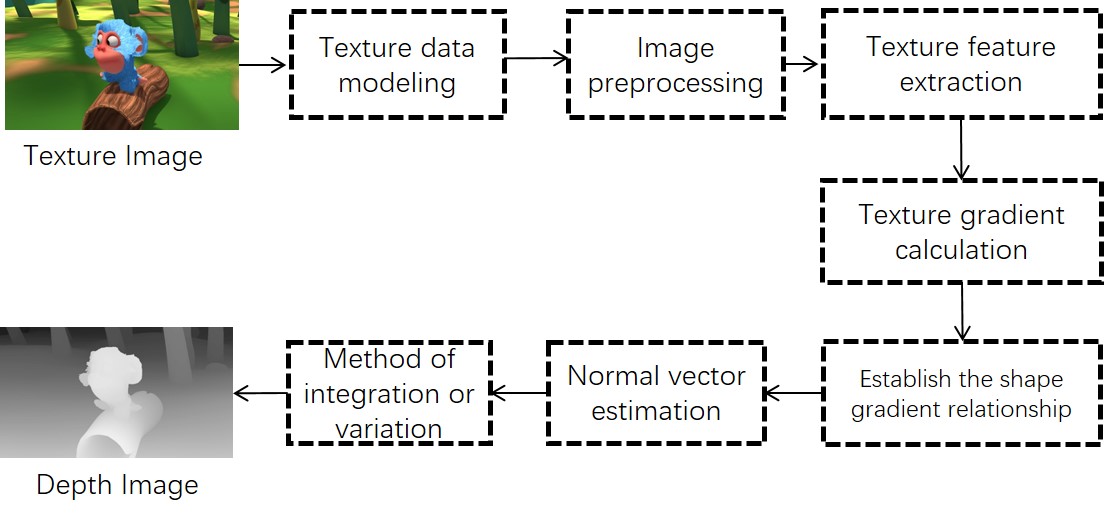 Texture Image
Texture data
modeling
Image
preprocessing
Texture feature
extraction
Texture gradient
calculation
Establish the shape
gradient relationship
Normal vector
estimation
Method of
integration or
variation
Depth Image